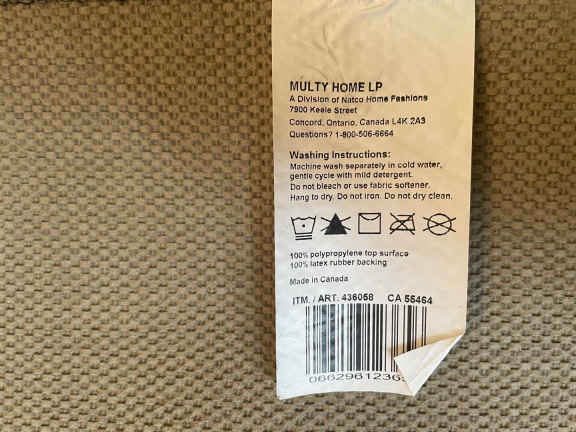 MULTY HOME LP
A Division of Natco Home Fashions
7900 Keele Street
Concord, Ontario, Canada L4K 2A3
Questions? 1-800-506-6664
Washing Instructions:
Machine wash separately in cold water,
gentle cycle with mild detergent.
Do not bleach or use fabric softener.
Hang to dry. Do not iron. Do not dry clean.
100% polypropylene top surface
100% latex rubber backing
Made in Canada
ITM. / ART. 436058 CA 55464
0662961236